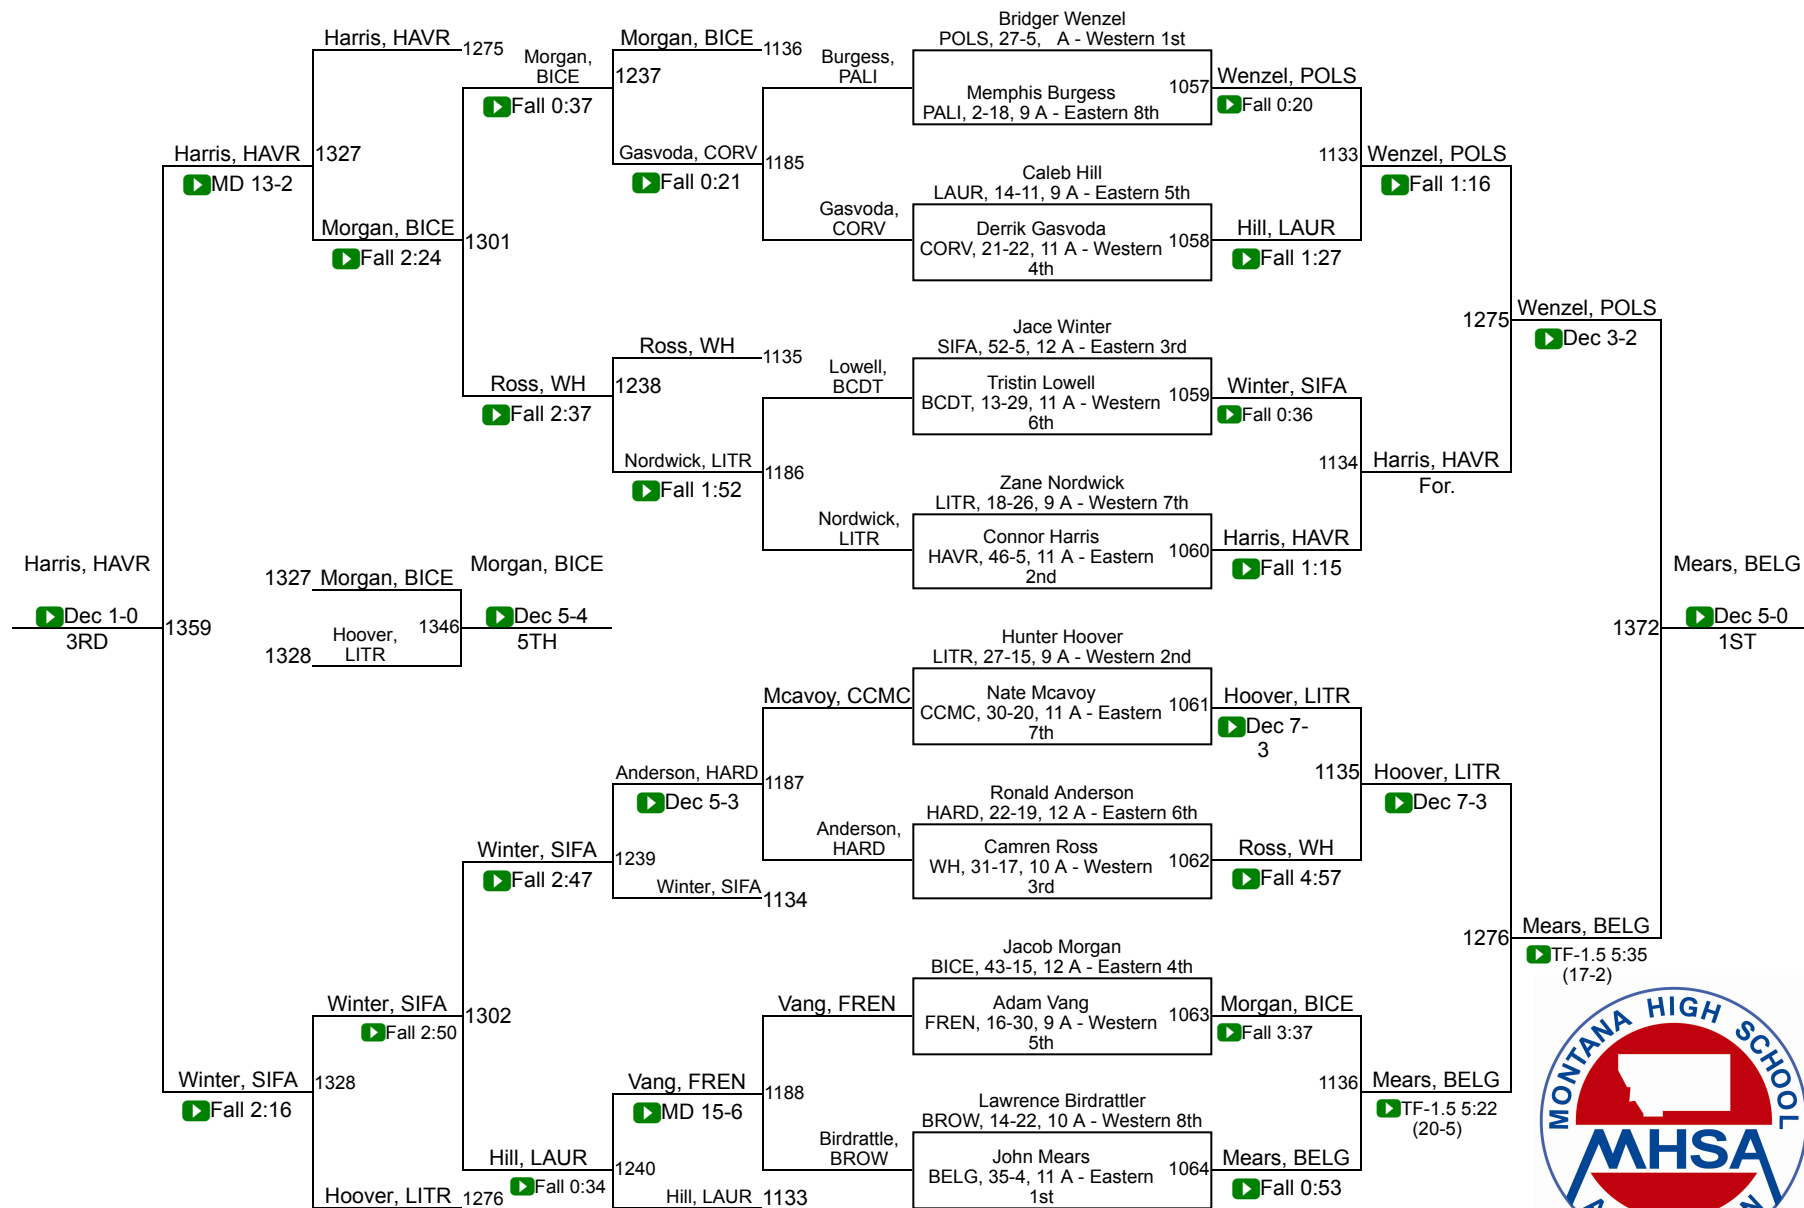 Harris, HAVR
1275
Morgan,
BICE
Fall 0:37
Morgan, BICE
1136
1237
Burgess,
PALI
Bridger Wenzel
POLS, 27-5, A - Western 1st
Memphis Burgess
PALI, 2-18, 9 A - Eastern 8th
1057
Wenzel, POLS
Fall 0:20
Harris, HAVR
MD 13-2
1327
Gasvoda, CORV
Fall 0:21
1185
Caleb Hill
LAUR, 14-11, 9 A - Eastern 5th
1133
Wenzel, POLS
Fall 1:16
Morgan, BICE
Fall 2:24
1301
Gasvoda,
CORV
Derrik Gasvoda
CORV, 21-22, 11 A - Western
4th
1058
Hill, LAUR
Fall 1:27
1275
Wenzel, POLS
Dec 3-2
Ross, WH
1135
Ross, WH
Fall 2:37
1238
Lowell,
BCDT
Jace Winter
SIFA, 52-5, 12 A - Eastern 3rd
Tristin Lowell
BCDT, 13-29, 11 A - Western
6th
1059
Winter, SIFA
Fall 0:36
Nordwick, LITR
Fall 1:52
1186
1134
Harris, HAVR
For.
Nordwick,
LITR
Zane Nordwick
LITR, 18-26, 9 A - Western 7th
Connor Harris
HAVR, 46-5, 11 A - Eastern
2nd
1060
Harris, HAVR
Fall 1:15
Harris, HAVR
Dec 1-0
3RD
1359
1327
Morgan, BICE
Hoover,
LITR
1328
1346
Morgan, BICE
Dec 5-4
5TH
1372
Mears, BELG
Dec 5-0
1ST
Mcavoy, CCMC
Hunter Hoover
LITR, 27-15, 9 A - Western 2nd
Nate Mcavoy
CCMC, 30-20, 11 A - Eastern
7th
1061
Hoover, LITR
Dec 7-
3
Anderson, HARD
Dec 5-3
1187
1135
Hoover, LITR
Dec 7-3
Anderson,
HARD
Ronald Anderson
HARD, 22-19, 12 A - Eastern 6th
Camren Ross
WH, 31-17, 10 A - Western
3rd
1062
Ross, WH
Fall 4:57
Winter, SIFA
Fall 2:47
1239
Winter, SIFA
1134
1276
Mears, BELG
TF-1.5 5:35
(17-2)
Winter, SIFA
Fall 2:50
1302
Vang, FREN
Jacob Morgan
BICE, 43-15, 12 A - Eastern 4th
Adam Vang
FREN, 16-30, 9 A - Western
5th
1063
Morgan, BICE
Fall 3:37
Winter, SIFA
Fall 2:16
1328
Vang, FREN
MD 15-6
1188
1136
Mears, BELG
TF-1.5 5:22
(20-5)
Birdrattle,
BROW
Lawrence Birdrattler
BROW, 14-22, 10 A - Western 8th
John Mears
BELG, 35-4, 11 A - Eastern
1st
1064
Mears, BELG
Fall 0:53
Hill, LAUR
Fall 0:34
1240
Hoover, LITR
1276
Hill, LAUR
1133
MONTANA HIGH SCHOOL
MHSA